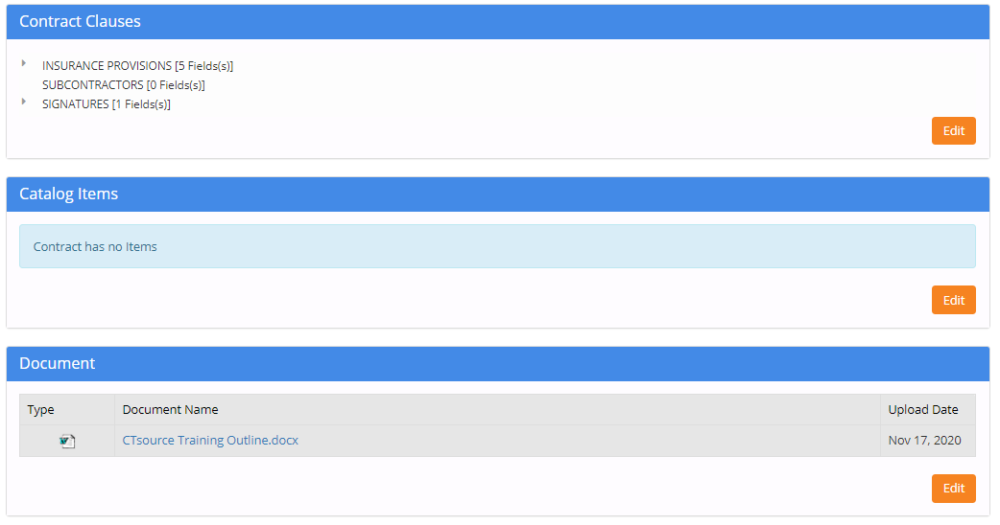 Contract Clauses
INSURANCE PROVISIONS [5 Fields(s)]
SUBCONTRACTORS [0 Fields(s)]
SIGNATURES [1 Fields(s)]
Edit
Catalog Items
Contract has no Items
Edit
Document
Type Document Name Upload Date
CTsource Training Outline.docx Nov 17, 2020
Edit